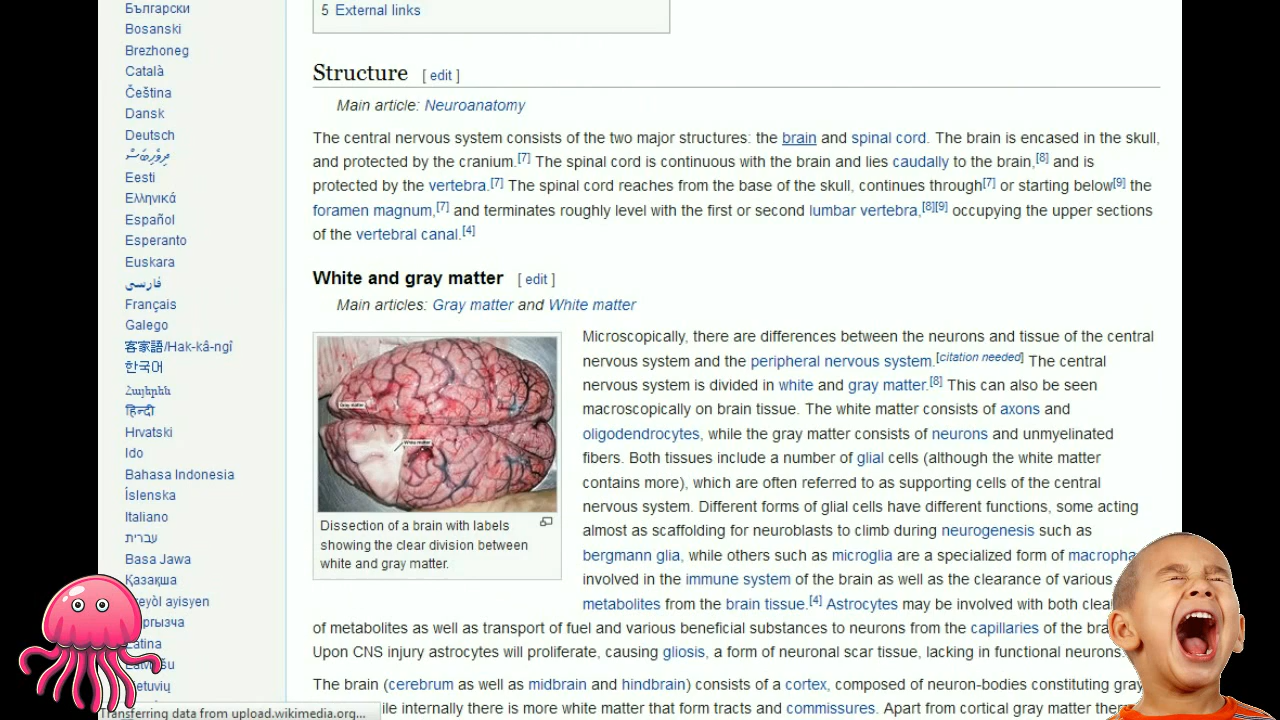 Български
Bosanski
Brezhoneg
Català
Čeština
Dansk
Deutsch
ދިވެހިބަސް
Eesti
Ελληνικά
Español
Esperanto
Euskara
فارسی
Français
Galego
客家語/Hak-kâ-ngî
한국어
Հայերեն
हिन्दी
Hrvatski
Ido
Bahasa Indonesia
Íslenska
Italiano
עברית
Basa Jawa
Қазақша
eyòl ayisyen
ргызча
Latina
Latviešu
Lietuvių
Transferring data from upload.wikimedia.org...
5 External links
Structure [ edit ]
Main article: Neuroanatomy
The central nervous system consists of the two major structures: the brain and spinal cord. The brain is encased in the skull,
and protected by the cranium.[7] The spinal cord is continuous with the brain and lies caudally to the brain,[8] and is
protected by the vertebra.[7] The spinal cord reaches from the base of the skull, continues through[7] or starting below[9] the
foramen magnum,[7] and terminates roughly level with the first or second lumbar vertebra,[8][9] occupying the upper sections
of the vertebral canal.[4]
White and gray matter [ edit ]
Main articles: Gray matter and White matter
Gray matter
White matter
Dissection of a brain with labels
showing the clear division between
white and gray matter.
Microscopically, there are differences between the neurons and tissue of the central
nervous system and the peripheral nervous system.[citation needed] The central
nervous system is divided in white and gray matter.[8] This can also be seen
macroscopically on brain tissue. The white matter consists of axons and
oligodendrocytes, while the gray matter consists of neurons and unmyelinated
fibers. Both tissues include a number of glial cells (although the white matter
contains more), which are often referred to as supporting cells of the central
nervous system. Different forms of glial cells have different functions, some acting
almost as scaffolding for neuroblasts to climb during neurogenesis such as
bergmann glia, while others such as microglia are a specialized form of macropha
involved in the immune system of the brain as well as the clearance of various
metabolites from the brain tissue.[4] Astrocytes may be involved with both clea
of metabolites as well as transport of fuel and various beneficial substances to neurons from the capillaries of the bra
Upon CNS injury astrocytes will proliferate, causing gliosis, a form of neuronal scar tissue, lacking in functional neurons.
The brain (cerebrum as well as midbrain and hindbrain) consists of a cortex, composed of neuron-bodies constituting gray
ile internally there is more white matter that form tracts and commissures. Apart from cortical gray matter ther